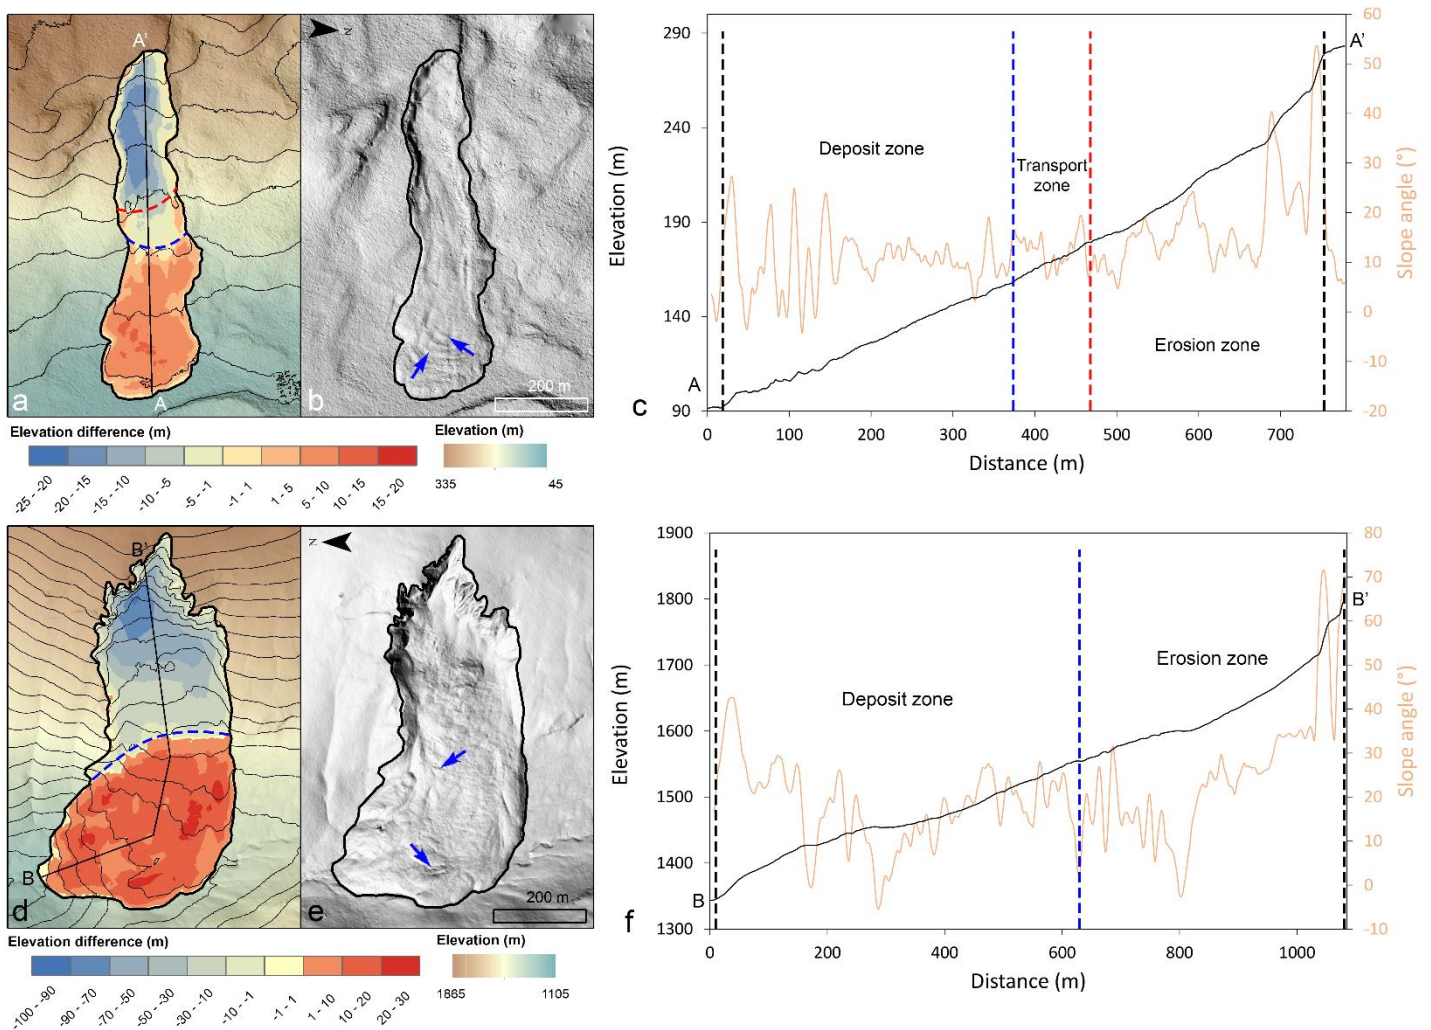 A'
A
a
N
200 m
b
Elevation difference (m)
-25 - -20
-20 - -15
-15 - -10
-10 - -5
-5 - -1
-1 - 1
1 - 5
5 - 10
10 - 15
15 - 20
Elevation (m)
335
45
290
240
190
140
90
Elevation (m)
Deposit zone
Transport
zone
Erosion zone
A
A'
c
0
100
200
300
400
500
600
700
Distance (m)
60
50
40
30
20
10
0
-10
-20
Slope angle (°)
B'
B
d
N
200 m
e
Elevation difference (m)
-100 - -90
-90 - -70
-70 - -50
-50 - -30
-30 - -10
-10 - -1
-1 - 1
1 - 10
10 - 20
20 - 30
Elevation (m)
1865
1105
1900
1800
1700
1600
1500
1400
1300
Elevation (m)
Deposit zone
Erosion zone
B
B'
f
0
200
400
600
800
1000
Distance (m)
80
70
60
50
40
30
20
10
0
-10
Slope angle (°)